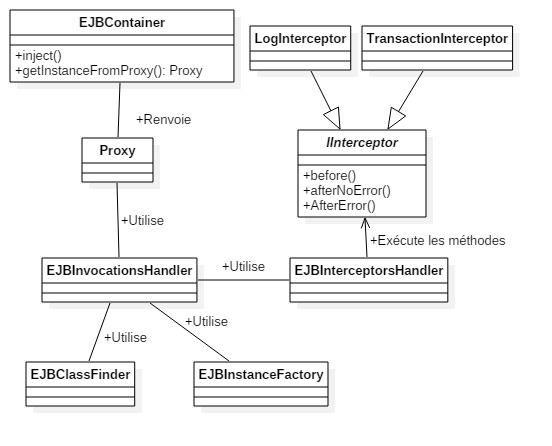 EJBContainer
+inject()
+getInstanceFromProxy(): Proxy
LogInterceptor
TransactionInterceptor
+Renvoie
Proxy
IInterceptor
+before()
+afterNoError()
+AfterError()
+Utilise
+Exécute les méthodes
EJBInvocationsHandler
+Utilise
EJBInterceptorsHandler
+Utilise
+Utilise
EJBClassFinder
EJBInstanceFactory